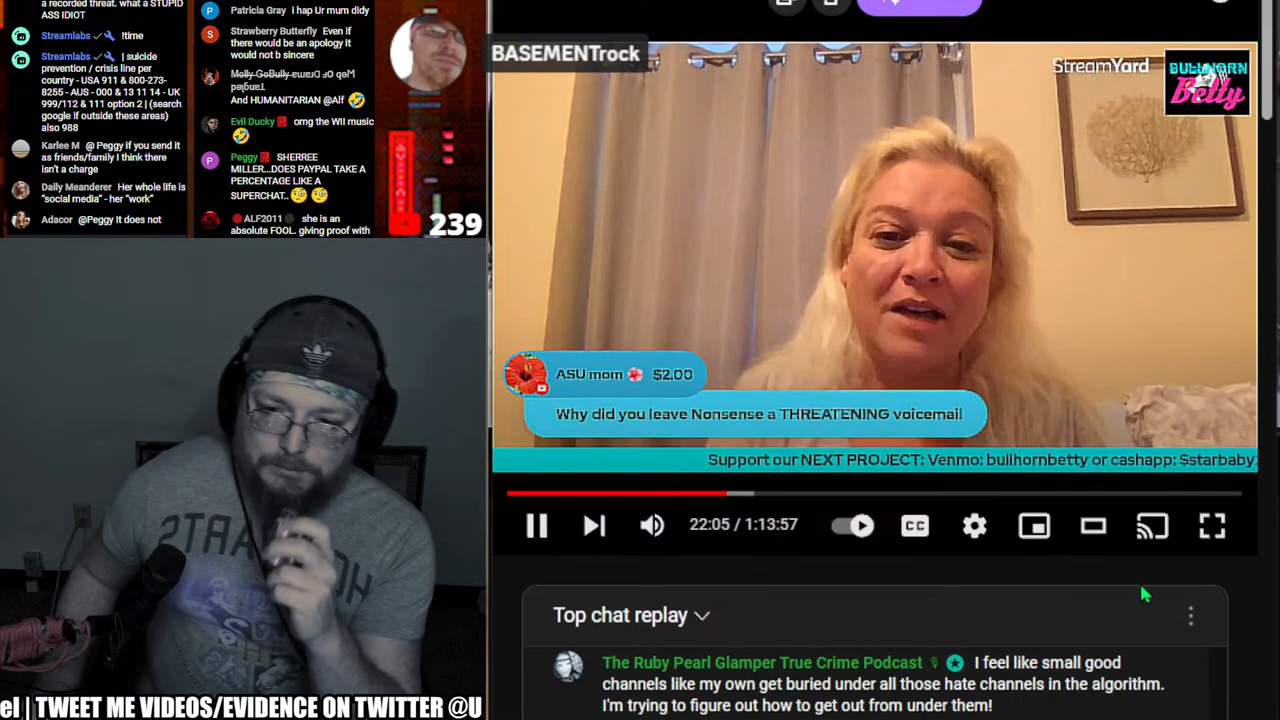 a recorded threat. what a STUPID
ASS IDIOT
Streamlabs !time
Streamlabs | suicide
prevention / crisis line per
country - USA 911 & 800-273-
8255 - AUS - 000 & 13 11 14 - UK
999/112 & 111 option 2 | (search
google if outside these areas)
also 988
Karlee M @ Peggy if you send it
as friends/family I think there
isn't a charge
Daily Meanderer Her whole life is
"social media" - her "work"
Adacor @Peggy It does not
Patricia Gray I hap Ur mum didy
Strawberry Butterfly Even if
there would be an apology it
would not b sincere
And HUMANITARIAN @Alf
Evil Ducky omg the WII music
Peggy SHERREE
MILLER...DOES PAYPAL TAKE A
PERCENTAGE LIKE A
SUPERCHAT..
ALF2011 she is an
absolute FOOL. giving proof with
239
BASEMENTrock
StreamYard
BULLHORN
Betty
ASU mom $2.00
Why did you leave Nonsense a THREATENING voicemail
Support our NEXT PROJECT: Venmo: bullhornbetty or cashapp: $starbaby
22:05 / 1:13:57
CC
Top chat replay
The Ruby Pearl Glamper True Crime Podcast I feel like small good
channels like my own get buried under all those hate channels in the algorithm.
I'm trying to figure out how to get out from under them!
el | TWEET ME VIDEOS/EVIDENCE ON TWITTER @U